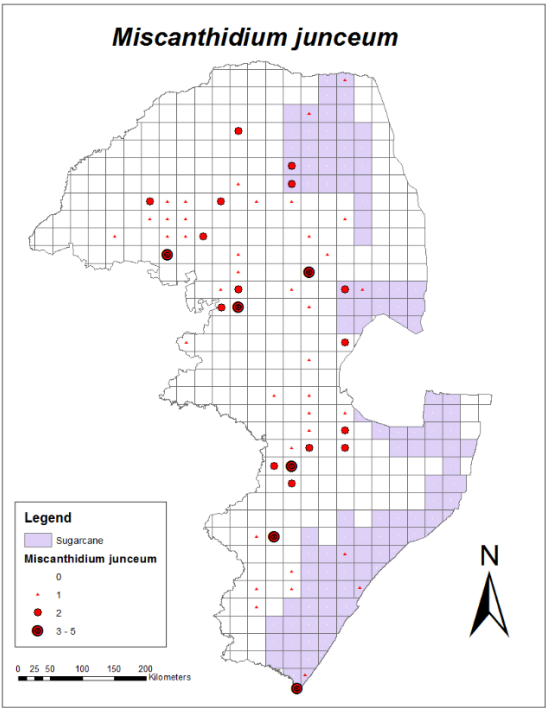 Miscanthidium junceum
Legend
Sugarcane
Miscanthidium junceum
0
1
2
3 - 5
N
0 25 50 100 150 200
Kilometers